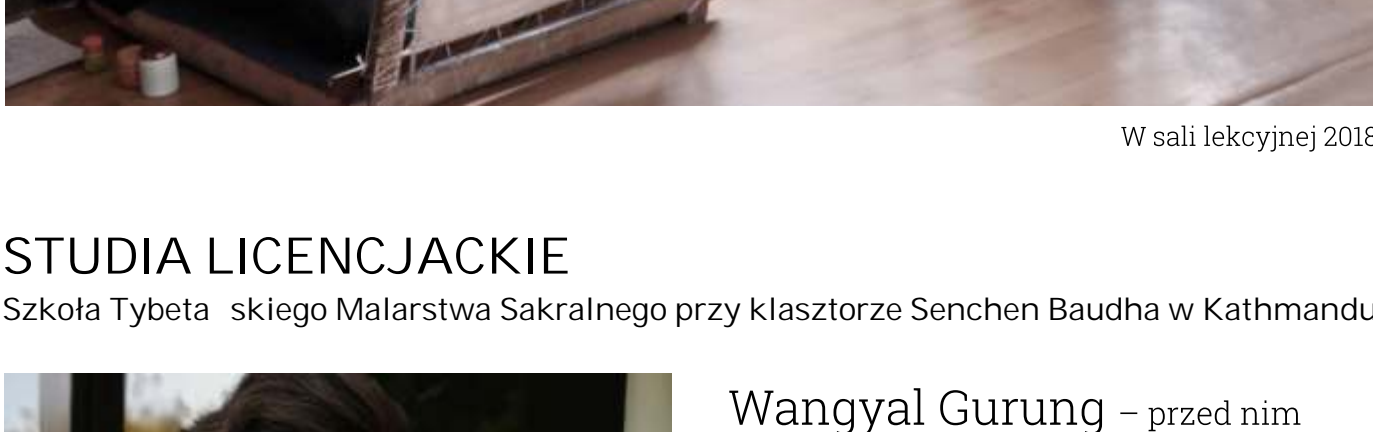 W sali lekcyjnej 2018
STUDIA LICENCJACKIE
Szkoła Tybeta skiego Malarstwa Sakralnego przy klasztorze Senchen Baudha w Kathmandu
Wangyal Gurung – przed nim